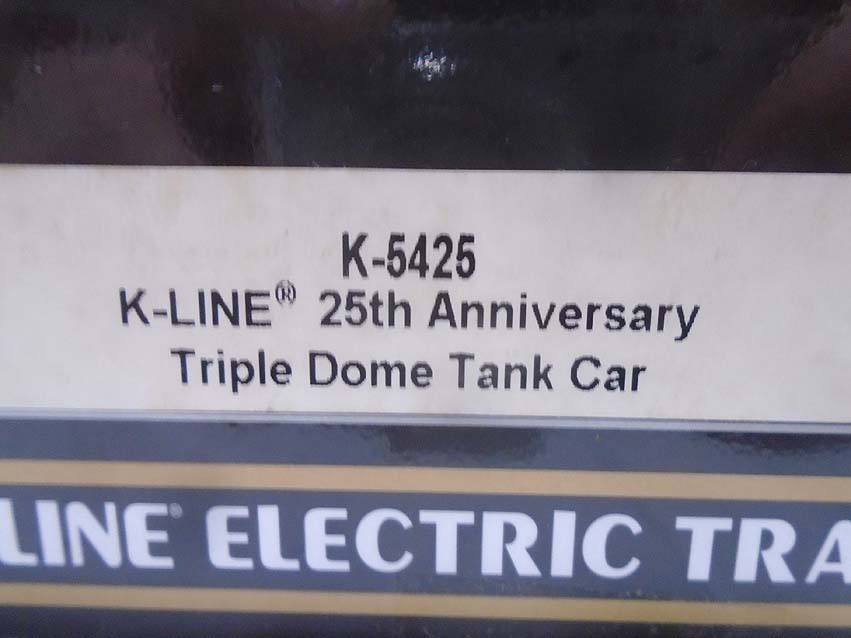 K-5425
K-LINE® 25th Anniversary
Triple Dome Tank Car
LINE® ELECTRIC TRA